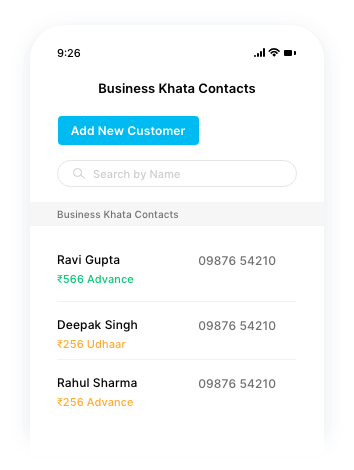 9:26
Business Khata Contacts
Add New Customer
Search by Name
Business Khata Contacts
Ravi Gupta 09876 54210
₹566 Advance
Deepak Singh 09876 54210
₹256 Udhaar
Rahul Sharma 09876 54210
₹256 Advance